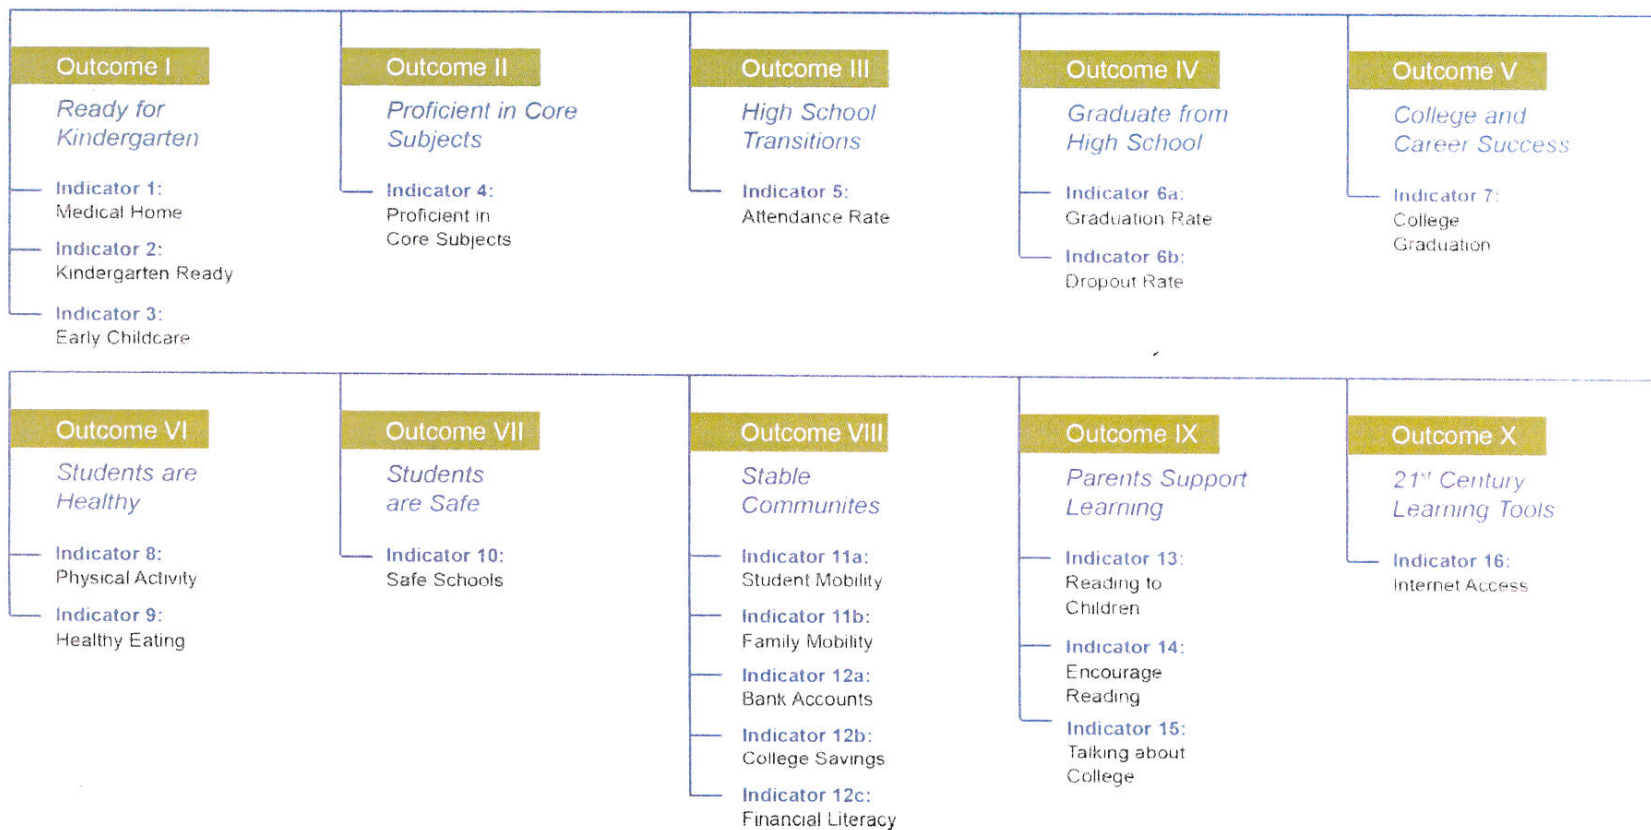 Outcome I
Ready for
Kindergarten
Indicator 1:
Medical Home
Indicator 2:
Kindergarten Ready
Indicator 3:
Early Childcare
Outcome II
Proficient in Core
Subjects
Indicator 4:
Proficient in
Core Subjects
Outcome III
High School
Transitions
Indicator 5:
Attendance Rate
Outcome IV
Graduate from
High School
Indicator 6a:
Graduation Rate
Indicator 6b:
Dropout Rate
Outcome V
College and
Career Success
Indicator 7:
College
Graduation
Outcome VI
Students are
Healthy
Indicator 8:
Physical Activity
Indicator 9:
Healthy Eating
Outcome VII
Students
are Safe
Indicator 10:
Safe Schools
Outcome VIII
Stable
Communites
Indicator 11a:
Student Mobility
Indicator 11b:
Family Mobility
Indicator 12a:
Bank Accounts
Indicator 12b:
College Savings
Indicator 12c:
Financial Literacy
Outcome IX
Parents Support
Learning
Indicator 13:
Reading to
Children
Indicator 14:
Encourage
Reading
Indicator 15:
Talking about
College
Outcome X
21st Century
Learning Tools
Indicator 16:
Internet Access